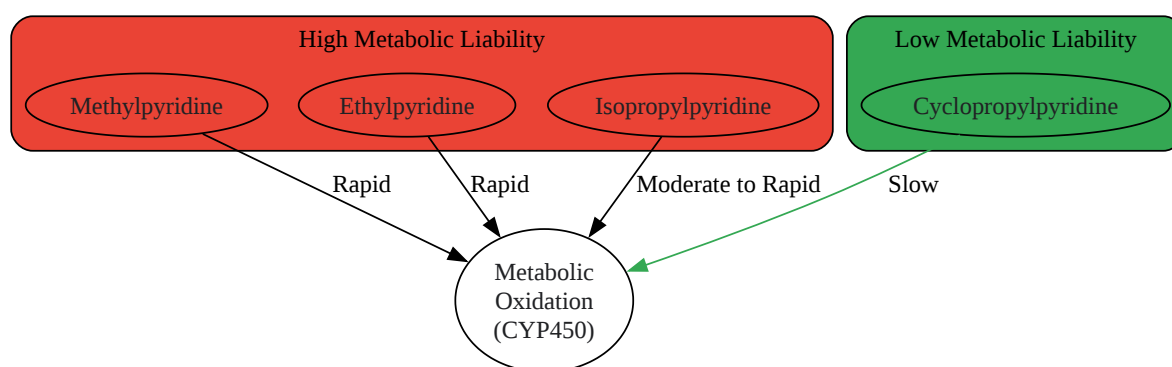 High Metabolic Liability
Low Metabolic Liability
Methylpyridine
Ethylpyridine
Isopropylpyridine
Cyclopropylpyridine
Rapid
Rapid
Moderate to Rapid
Slow
Metabolic
Oxidation
(CYP450)